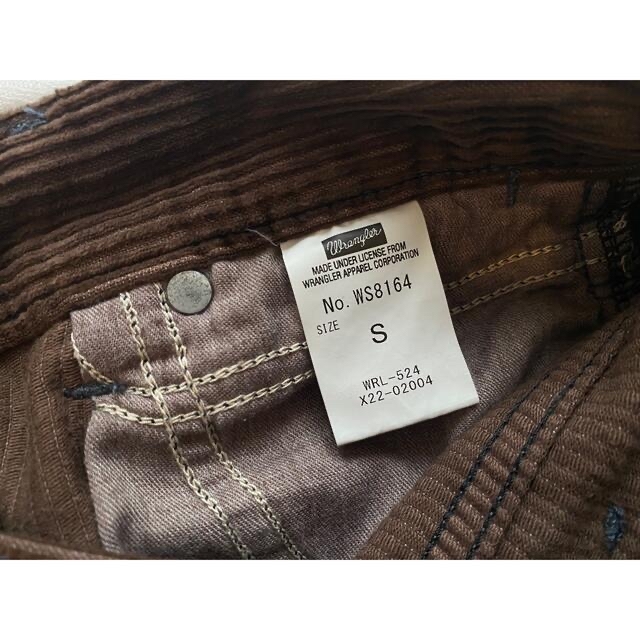 Wrangler
MADE UNDER LICENSE FROM
WRANGLER APPAREL CORPORATION
No. WS8164
SIZE
S
WRL-524
X22-02004